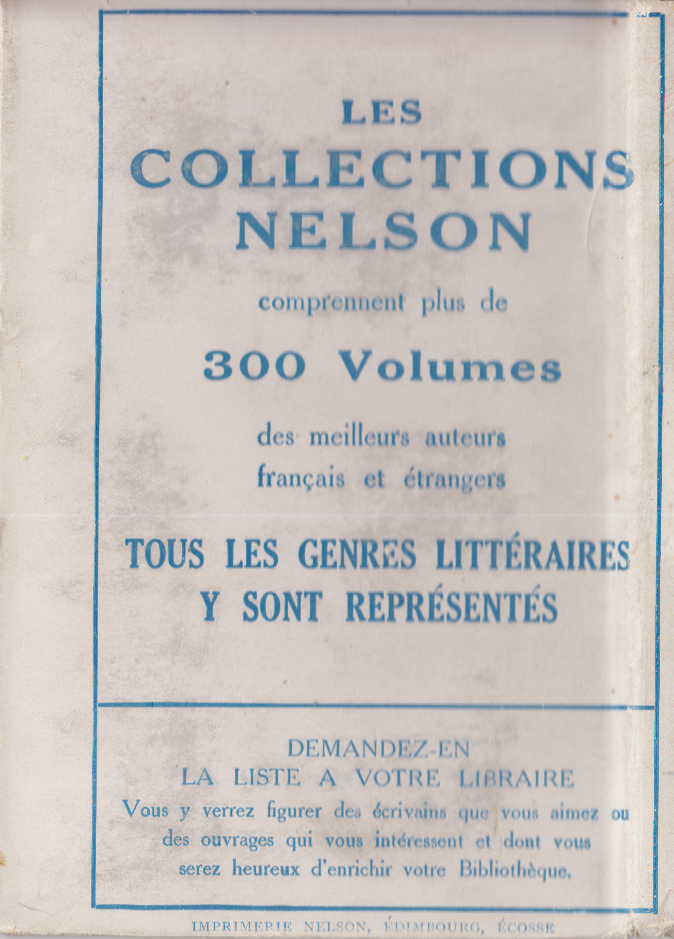 LES
COLLECTIONS
NELSON
comprennent plus de
300 Volumes
des meilleurs auteurs
français et étrangers
TOUS LES GENRES LITTÉRAIRES
Y SONT REPRÉSENTÉS
DEMANDEZ-EN
LA LISTE A VOTRE LIBRAIRE
Vous y verrez figurer des écrivains que vous aimez ou
des ouvrages qui vous intéressent et dont vous
serez heureux d'enrichir votre Bibliothèque.
IMPRIMERIE NELSON, ÉDIMBOURG, ÉCOSSE